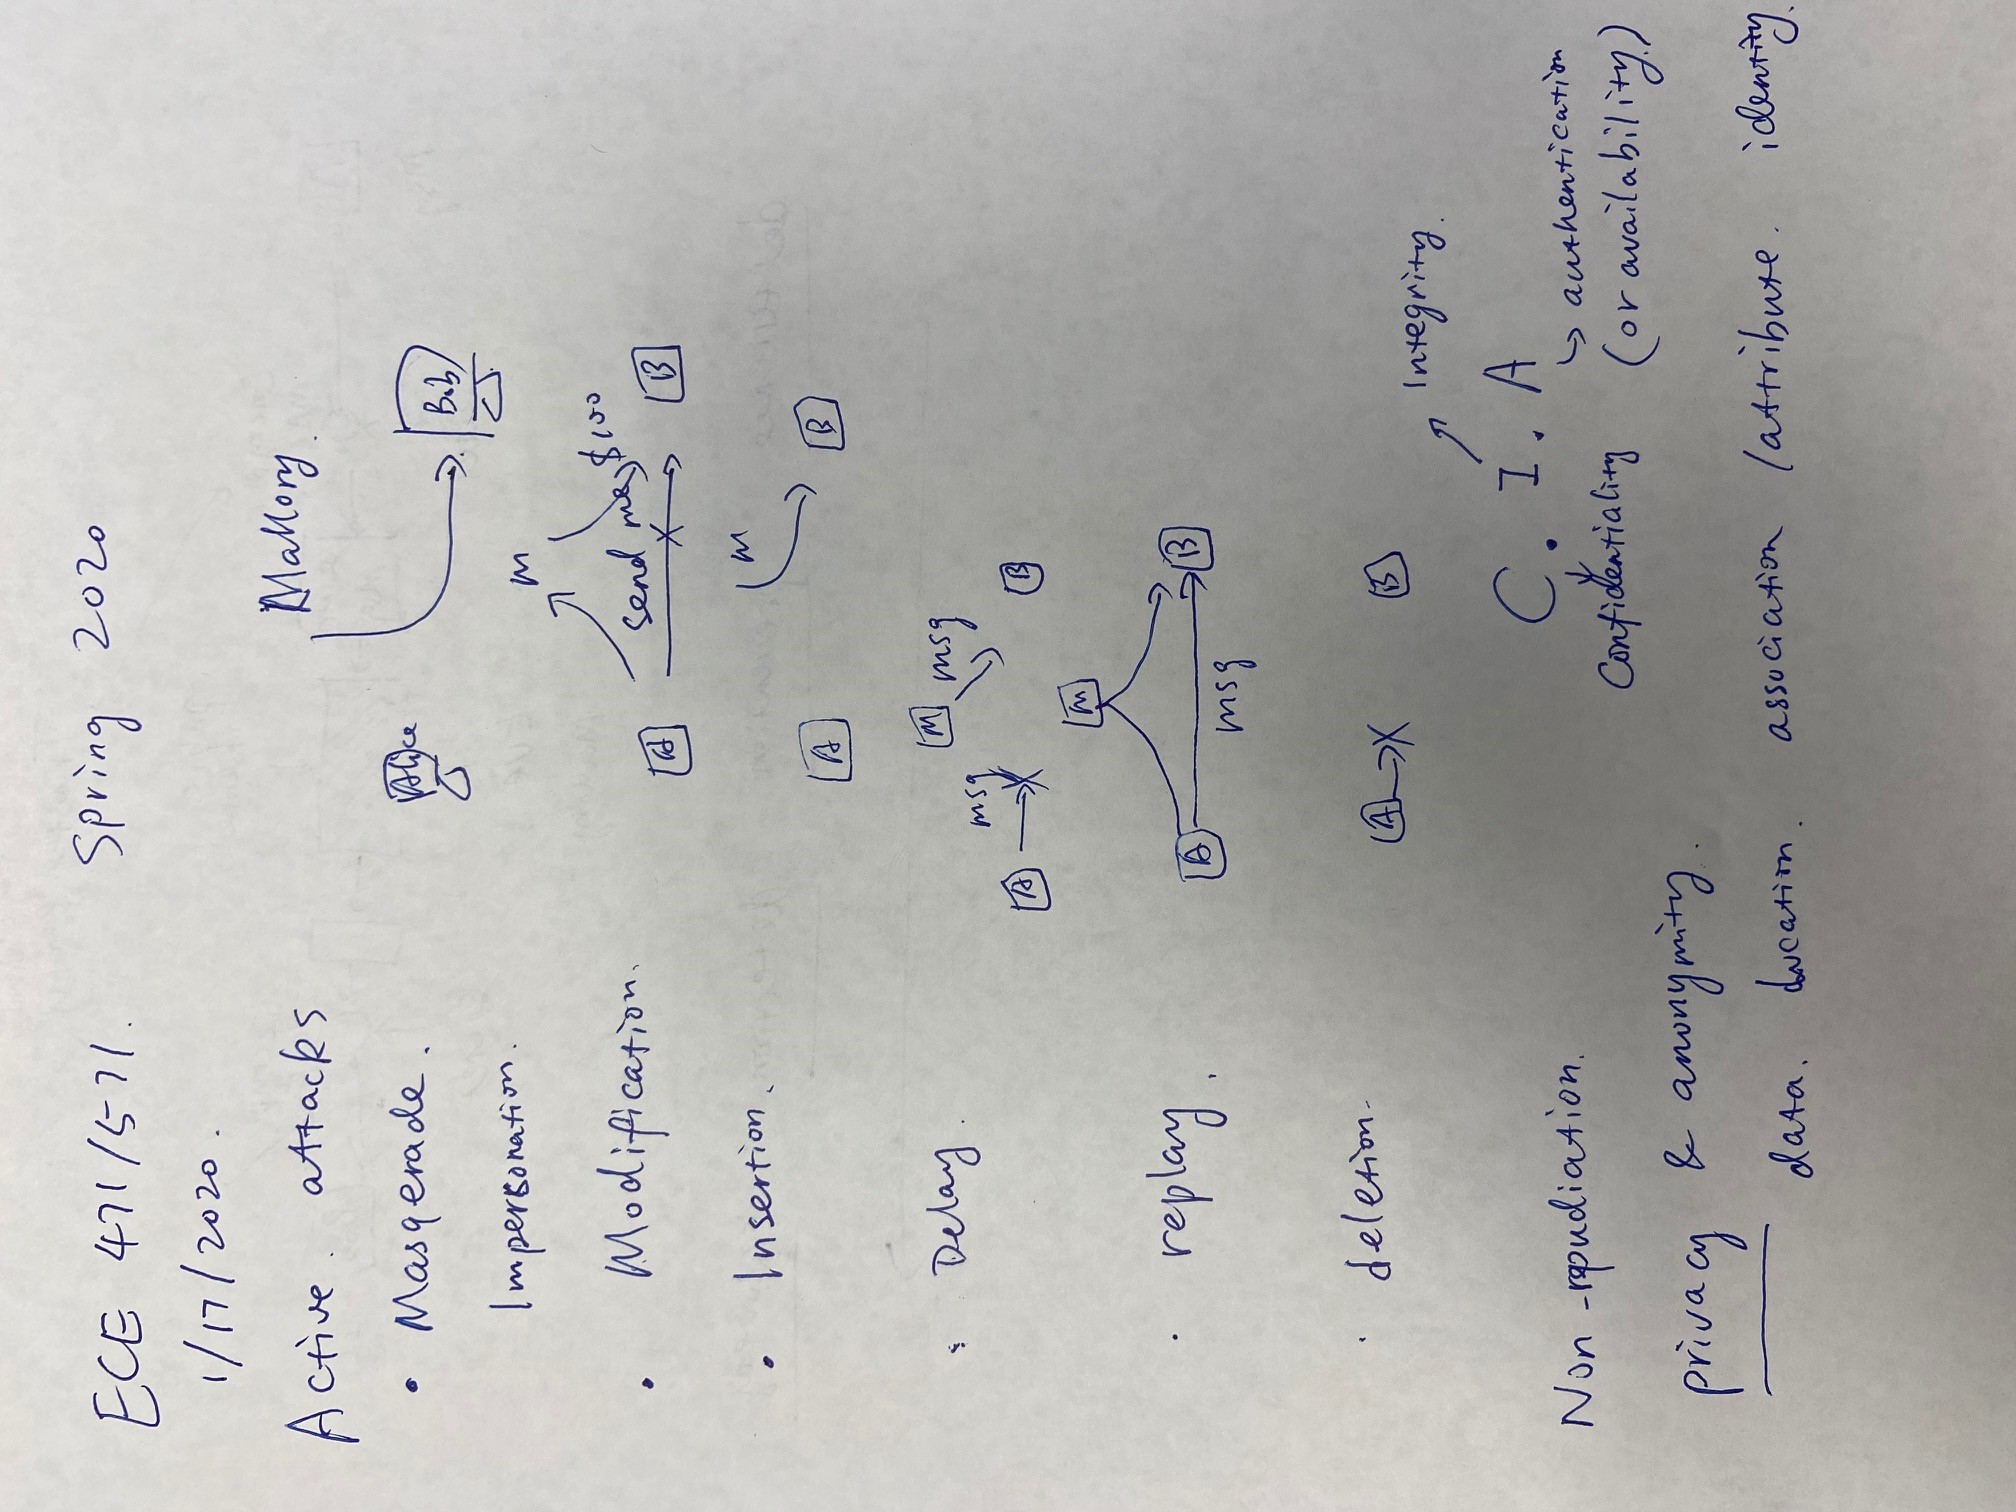 ECE 471/571. Spring 2020
1/17/2020.
Active attacks Mallory.
• Masqerade. Alice Bob
Impersonation.
M
• Modification. A Send me $100 B
M
• Insertion. A B
M msg
• Delay. A msg B
M
• replay. A B
msg
• deletion. A X B
Integrity.
C. I. A
Non-repudiation. Confidentiality ↳ authentication
(or availability)
privacy & anonymity.
data. location. association / attribute. identity.